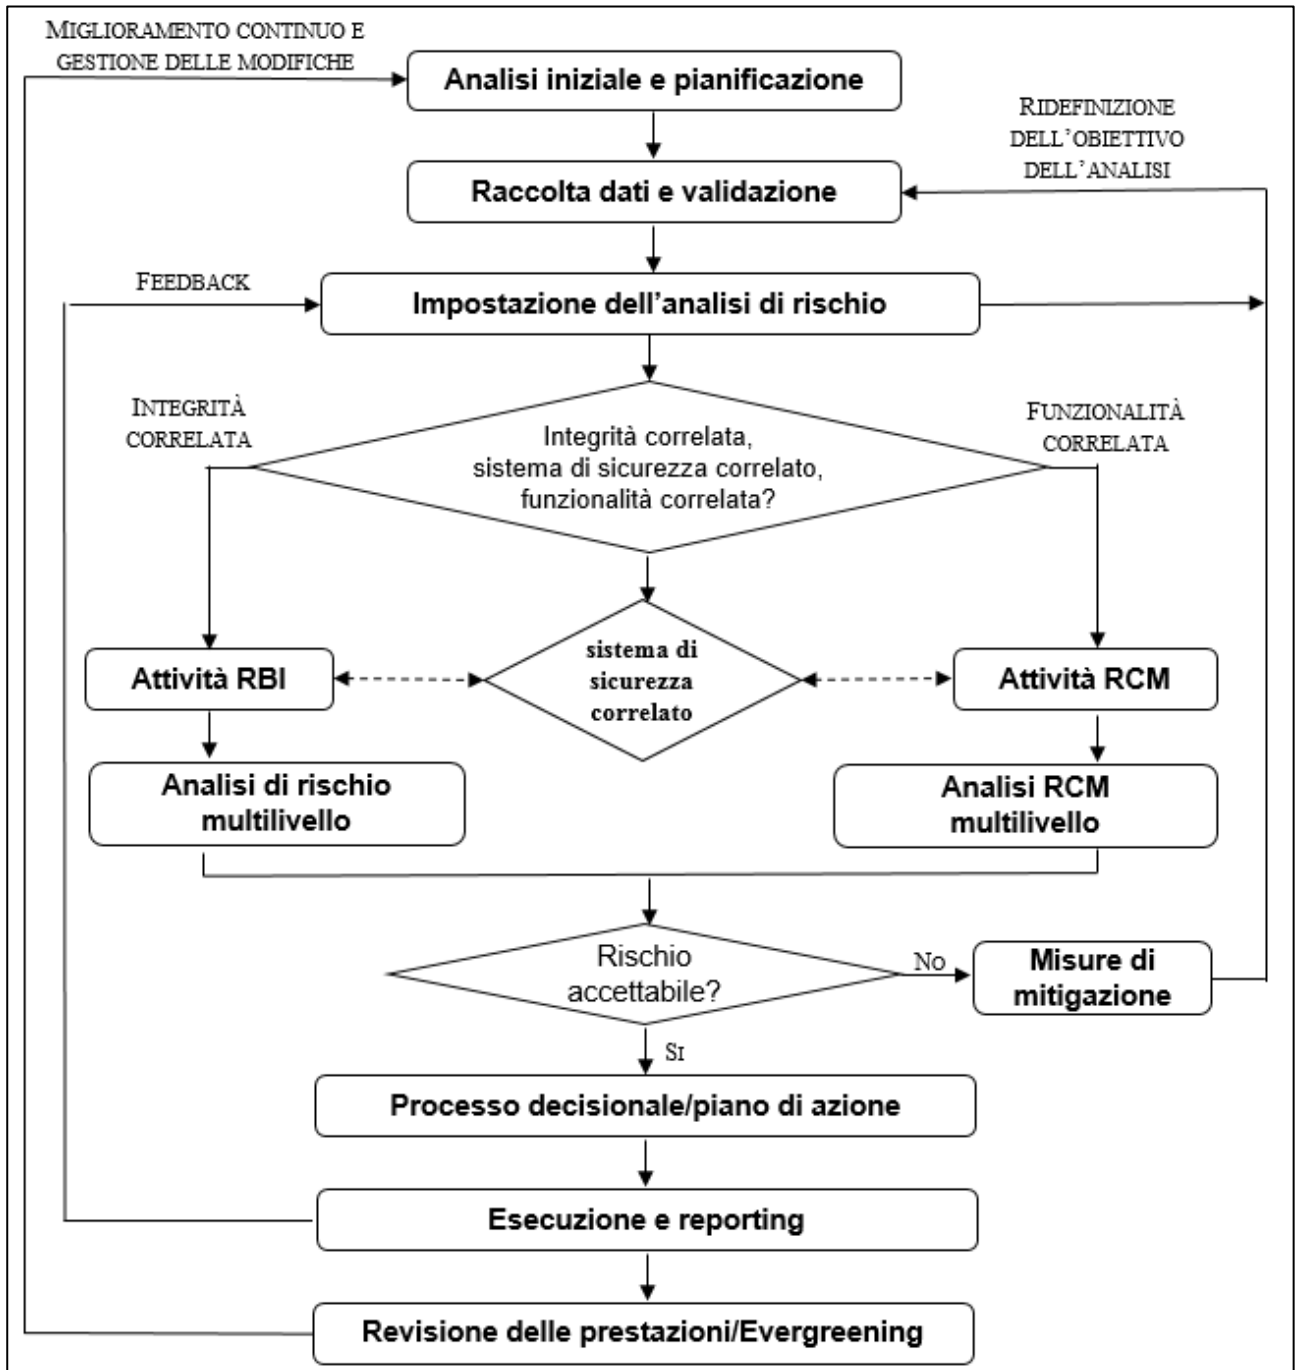 MIGLIORAMENTO CONTINUO E
GESTIONE DELLE MODIFICHE
Analisi iniziale e pianificazione
RIDEFINIZIONE
DELL'OBIETTIVO
DELL'ANALISI
Raccolta dati e validazione
FEEDBACK
Impostazione dell'analisi di rischio
INTEGRITÀ
CORRELATA
FUNZIONALITÀ
CORRELATA
Integrità correlata,
sistema di sicurezza correlato,
funzionalità correlata?
sistema di
sicurezza
correlato
Attività RBI
Attività RCM
Analisi di rischio
multilivello
Analisi RCM
multilivello
Rischio
accettabile?
NO
Misure di
mitigazione
SI
Processo decisionale/piano di azione
Esecuzione e reporting
Revisione delle prestazioni/Evergreening